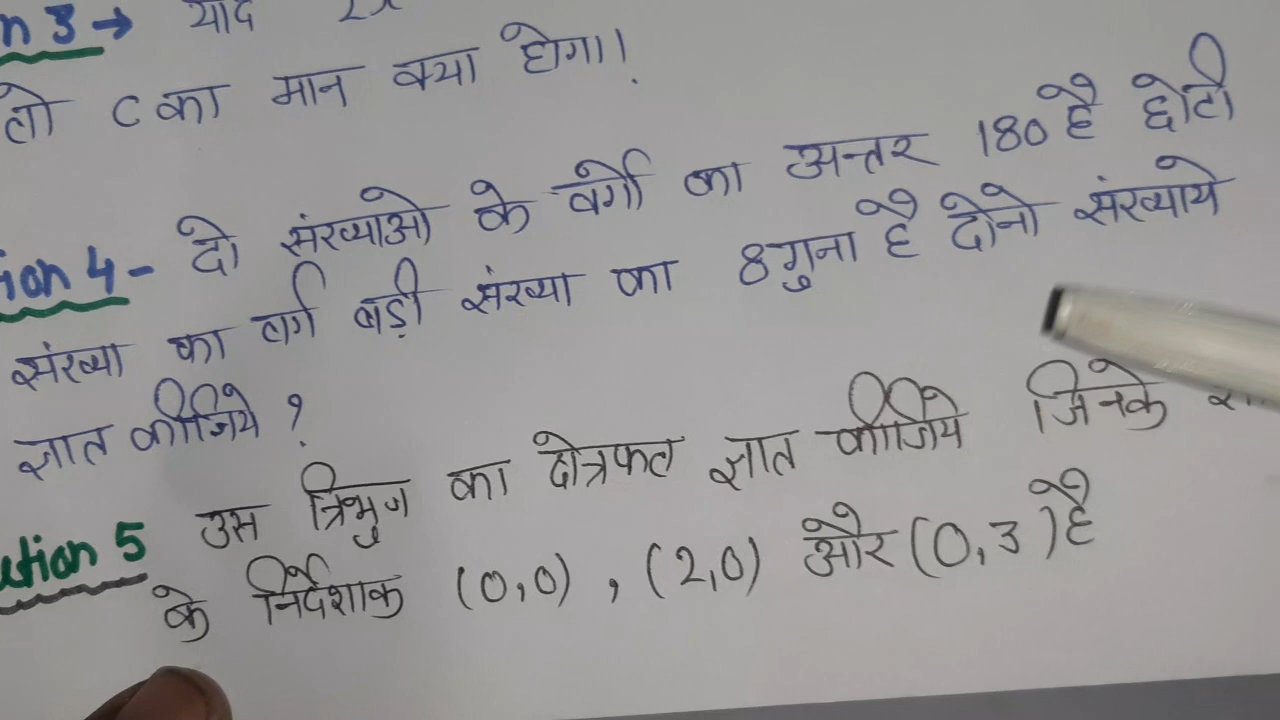 n 3 → यदि 2x
तो C का मान क्या होगा।
ion 4 - दो संख्याओ के वर्गो का अन्तर 180 है छोटी
संख्या का वर्ग बड़ी संख्या का 8 गुना है दोनो संख्याये
ज्ञात कीजिये ?
ution 5 उस त्रिभुज का क्षेत्रफल ज्ञात कीजिये जिनके
के निर्देशांक (0,0) , (2,0) और (0,3) है